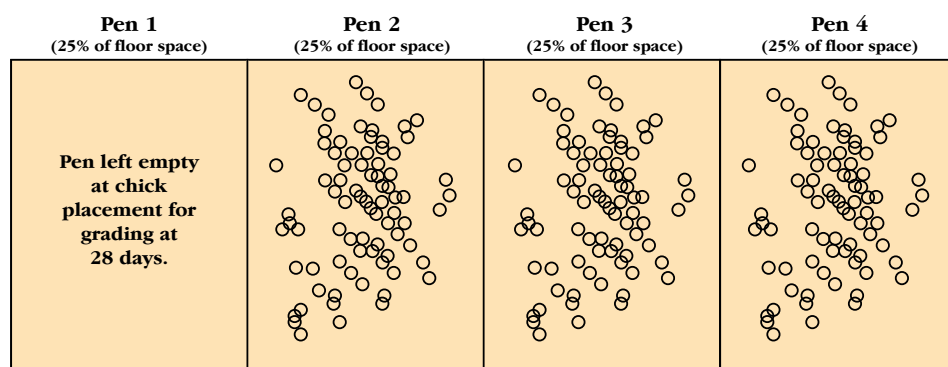 Pen 1
(25% of floor space)
Pen 2
(25% of floor space)
Pen 3
(25% of floor space)
Pen 4
(25% of floor space)
Pen left empty
at chick
placement for
grading at
28 days.